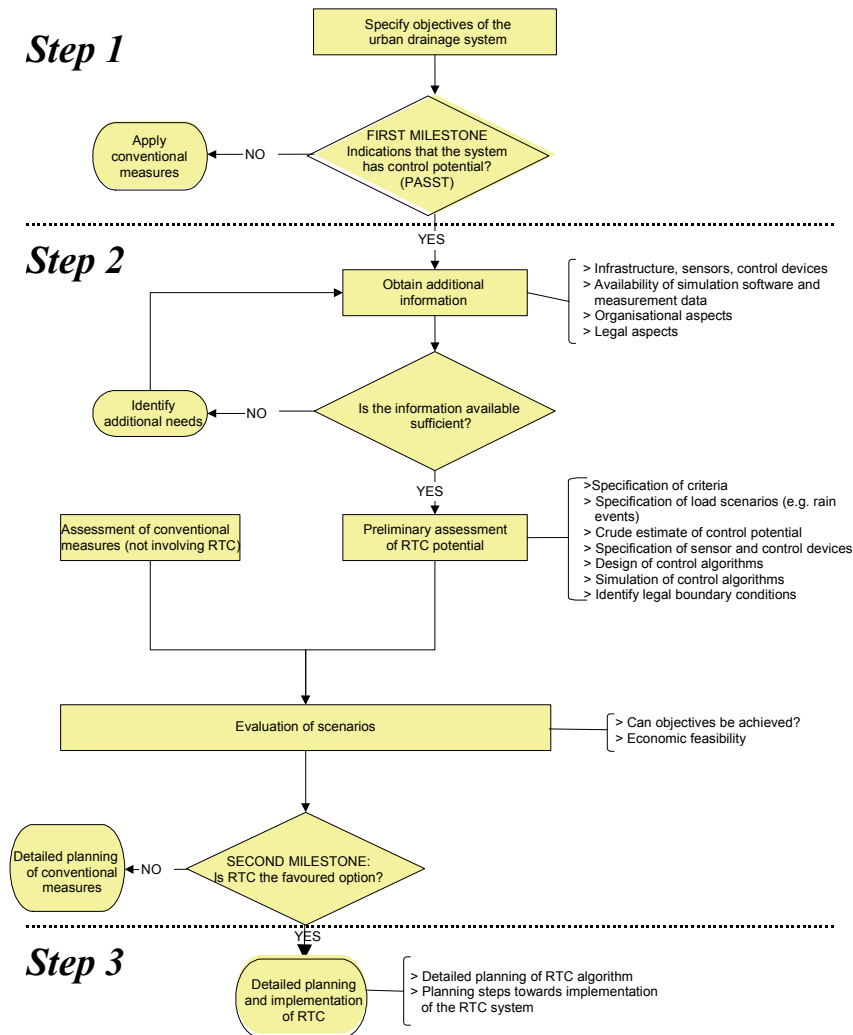 Step 1
Specify objectives of the
urban drainage system
FIRST MILESTONE
Indications that the system
has control potential?
(PASST)
NO
Apply
conventional
measures
YES
Step 2
Obtain additional
information
> Infrastructure, sensors, control devices
> Availability of simulation software and
measurement data
> Organisational aspects
> Legal aspects
Is the information available
sufficient?
NO
Identify
additional needs
YES
Assessment of conventional
measures (not involving RTC)
Preliminary assessment
of RTC potential
>Specification of criteria
> Specification of load scenarios (e.g. rain
events)
> Crude estimate of control potential
> Specification of sensor and control devices
> Design of control algorithms
> Simulation of control algorithms
> Identify legal boundary conditions
Evaluation of scenarios
> Can objectives be achieved?
> Economic feasibility
SECOND MILESTONE:
Is RTC the favoured option?
NO
Detailed planning
of conventional
measures
YES
Step 3
Detailed planning
and implementation
of RTC
> Detailed planning of RTC algorithm
> Planning steps towards implementation
of the RTC system